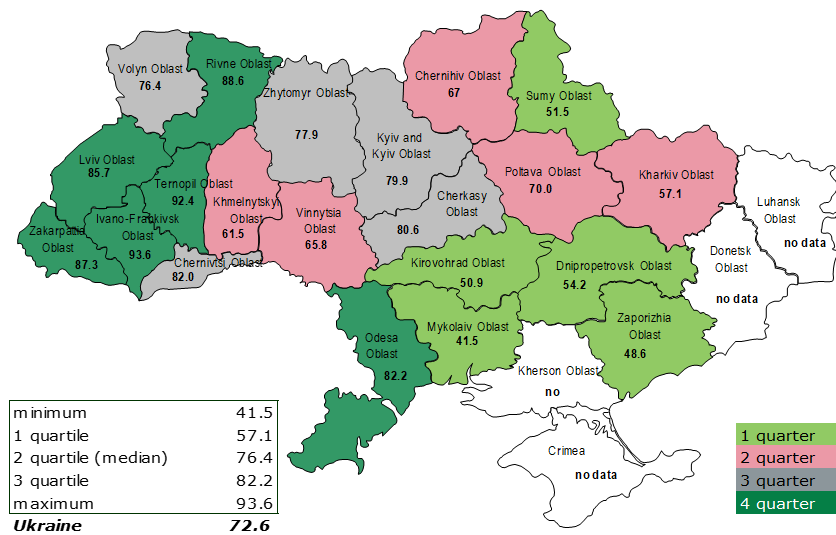 Volyn Oblast
76.4
Rivne Oblast
88.6
Zhytomyr Oblast
77.9
Kyiv and
Kyiv Oblast
79.9
Chernihiv Oblast
67
Sumy Oblast
51.5
Lviv Oblast
85.7
Ternopil Oblast
92.4
Khmelnytskyi
Oblast
61.5
Vinnytsia
Oblast
65.8
Cherkasy
Oblast
80.6
Poltava Oblast
70.0
Kharkiv Oblast
57.1
Luhansk
Oblast
no data
Zakarpattia
Oblast
87.3
Ivano-Frankivsk
Oblast
93.6
Chernivtsi Oblast
82.0
Kirovohrad Oblast
50.9
Dnipropetrovsk Oblast
54.2
Donetsk
Oblast
no data
Odesa
Oblast
82.2
Mykolaiv Oblast
41.5
Zaporizhia
Oblast
48.6
Kherson Oblast
no
Crimea
no data
minimum 41.5
1 quartile 57.1
2 quartile (median) 76.4
3 quartile 82.2
maximum 93.6
Ukraine 72.6
1 quarter
2 quarter
3 quarter
4 quarter